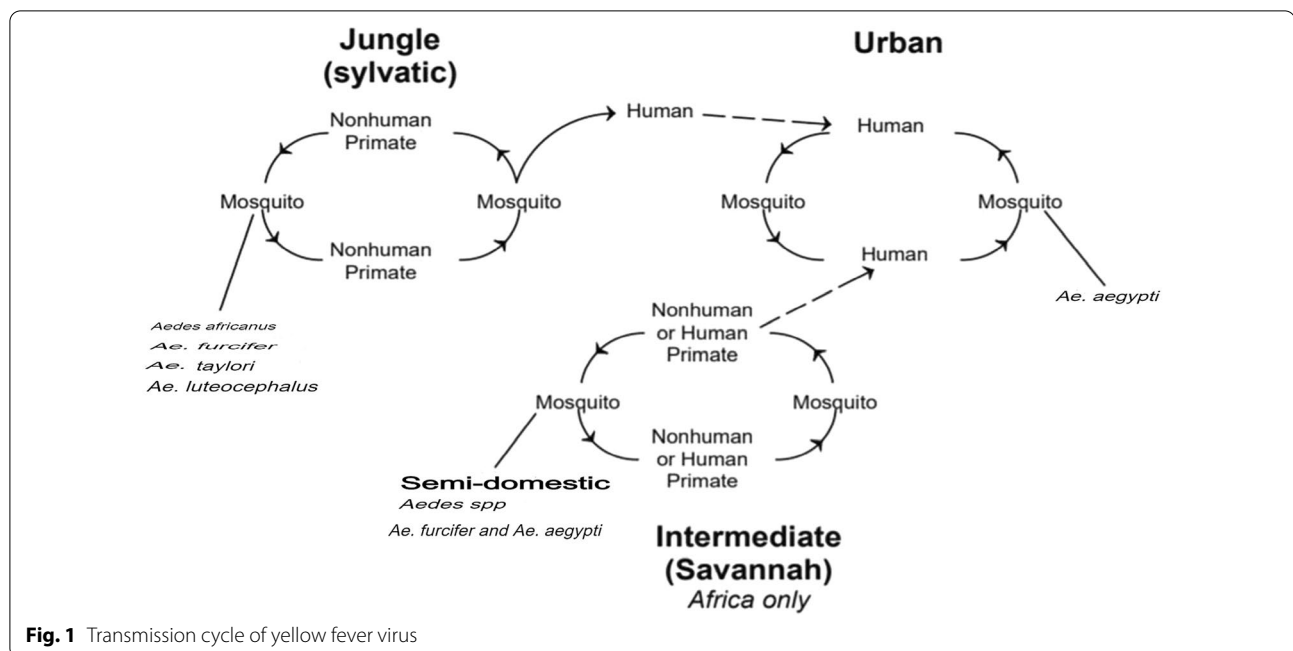 Jungle
(sylvatic)
Nonhuman
Primate
Mosquito
Mosquito
Nonhuman
Primate
Aedes africanus
Ae. furcifer
Ae. taylori
Ae. luteocephalus
Human
Urban
Human
Mosquito
Mosquito
Human
Ae. aegypti
Nonhuman
or Human
Primate
Mosquito
Mosquito
Nonhuman
or Human
Primate
Semi-domestic
Aedes spp
Ae. furcifer and Ae. aegypti
Intermediate
(Savannah)
Africa only
Fig. 1 Transmission cycle of yellow fever virus